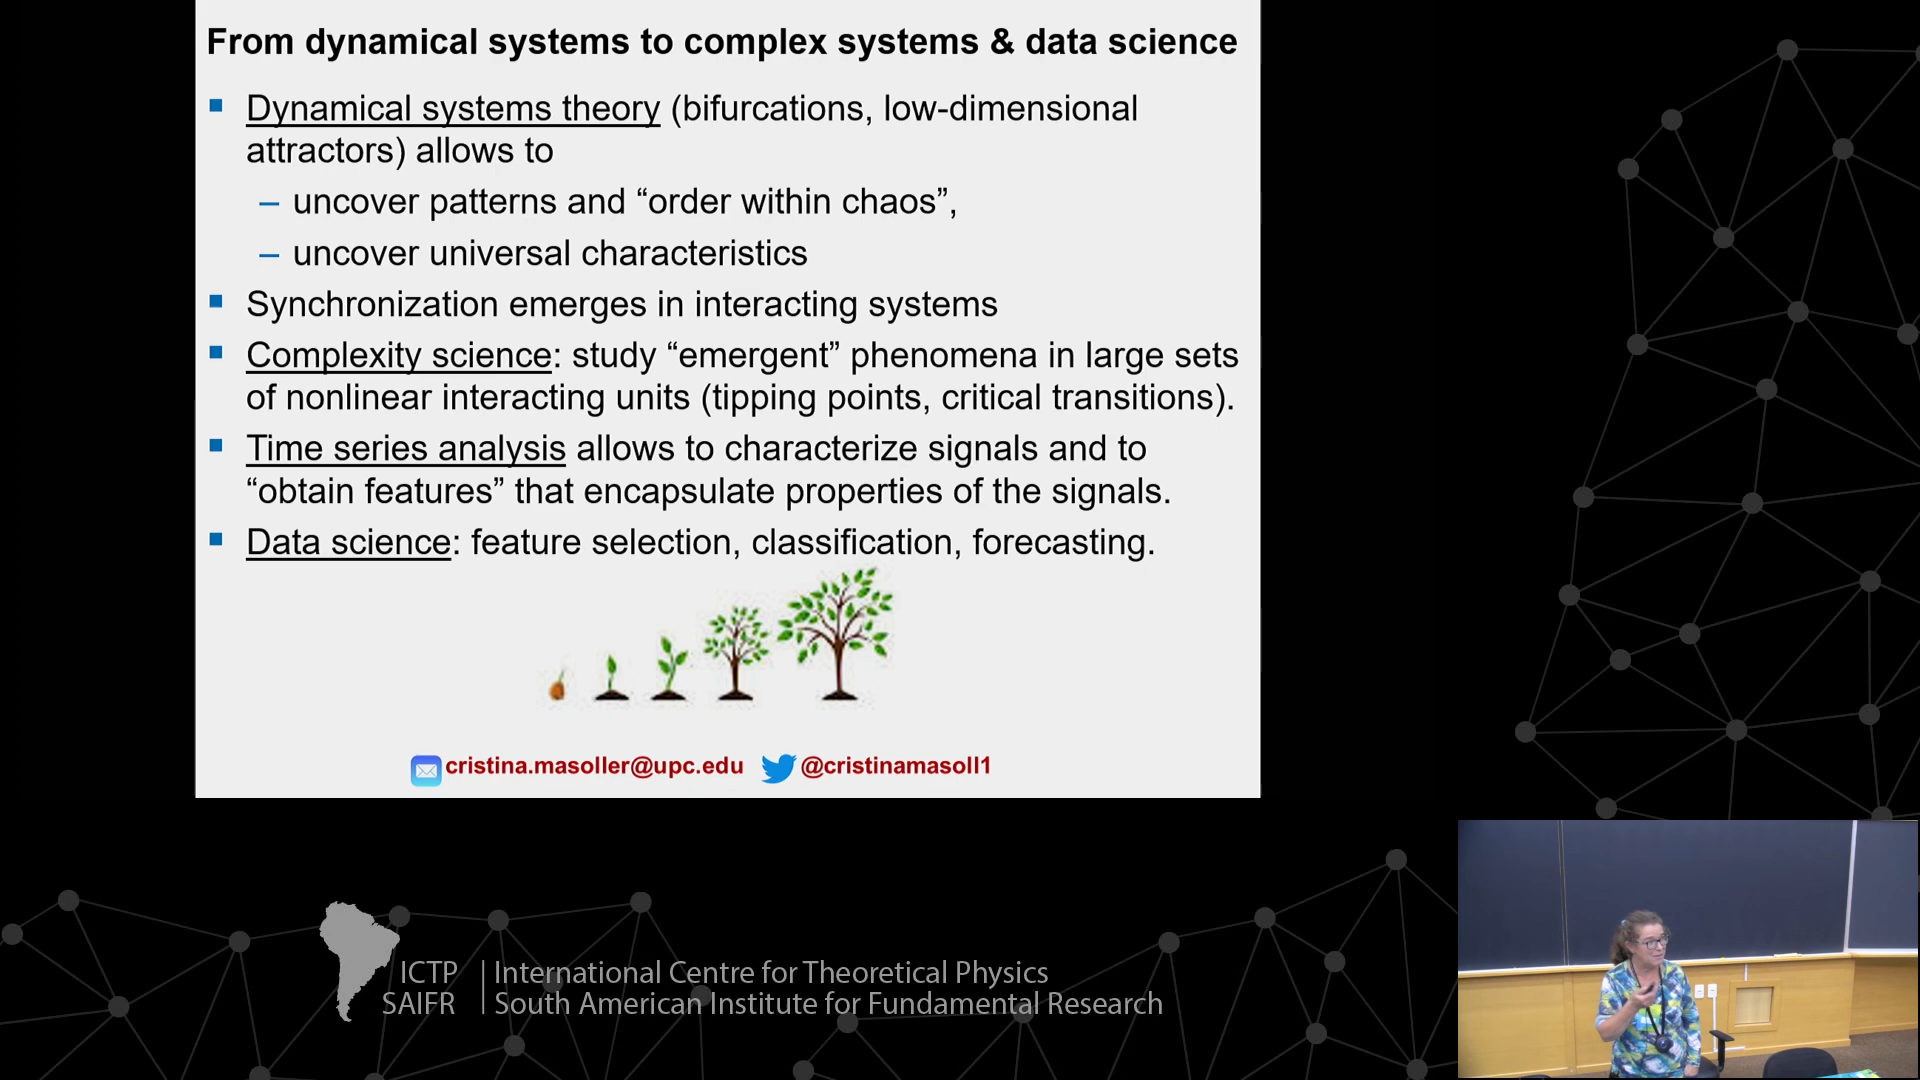 From dynamical systems to complex systems & data science
Dynamical systems theory (bifurcations, low-dimensional
attractors) allows to
– uncover patterns and “order within chaos”,
– uncover universal characteristics
Synchronization emerges in interacting systems
Complexity science: study “emergent” phenomena in large sets
of nonlinear interacting units (tipping points, critical transitions).
Time series analysis allows to characterize signals and to
“obtain features” that encapsulate properties of the signals.
Data science: feature selection, classification, forecasting.
cristina.masoller@upc.edu @cristinamasoll1
ICTP International Centre for Theoretical Physics
SAIFR South American Institute for Fundamental Research